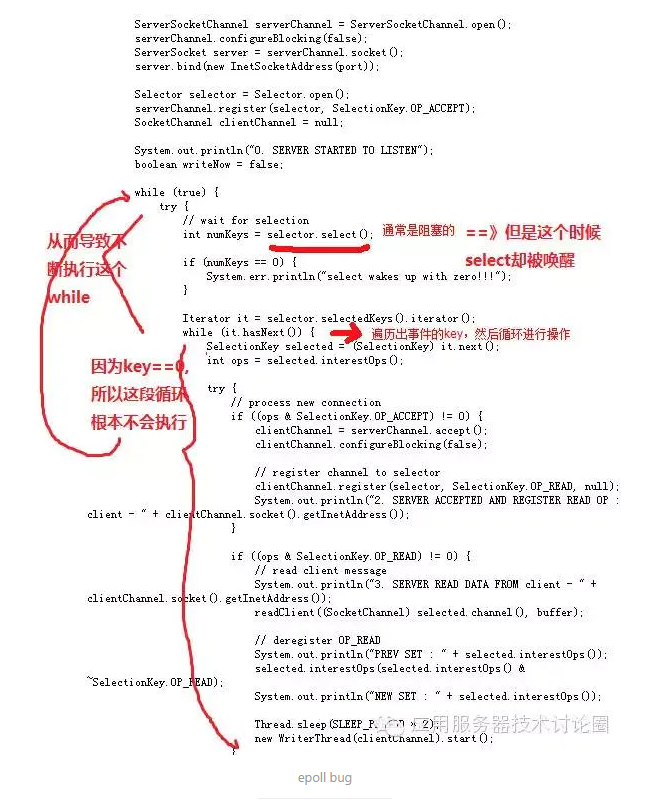 ServerSocketChannel serverChannel = ServerSocketChannel.open();
serverChannel.configureBlocking(false);
ServerSocket server = serverChannel.socket();
server.bind(new InetSocketAddress(port));
Selector selector = Selector.open();
serverChannel.register(selector, SelectionKey.OP_ACCEPT);
SocketChannel clientChannel = null;
System.out.println("0. SERVER STARTED TO LISTEN");
boolean writeNow = false;
while (true) {
try {
// wait for selection
int numKeys = selector.select();
通常是阻塞的
==》但是这个时候
select却被唤醒
从而导致不
断执行这个
while
if (numKeys == 0) {
System.err.println("select wakes up with zero!!!");
}
Iterator it = selector.selectedKeys().iterator();
while (it.hasNext()) {
遍历出事件的key，然后循环进行操作
SelectionKey selected = (SelectionKey) it.next();
int ops = selected.interestOps();
因为key==0,
所以这段循环
根本不会执行
try {
// process new connection
if ((ops & SelectionKey.OP_ACCEPT) != 0) {
clientChannel = serverChannel.accept();
clientChannel.configureBlocking(false);
// register channel to selector
clientChannel.register(selector, SelectionKey.OP_READ, null);
System.out.println("2. SERVER ACCEPTED AND REGISTER READ OP :
client - " + clientChannel.socket().getInetAddress());
}
if ((ops & SelectionKey.OP_READ) != 0) {
// read client message
System.out.println("3. SERVER READ DATA FROM client - " +
clientChannel.socket().getInetAddress());
readClient((SocketChannel) selected.channel(), buffer);
// deregister OP_READ
System.out.println("PREV SET : " + selected.interestOps());
selected.interestOps(selected.interestOps() &
~SelectionKey.OP_READ);
System.out.println("NEW SET : " + selected.interestOps());
Thread.sleep( * 2);
应用服务器技术讨论圈
new WriterThread(clientChannel).start();
}
epoll bug